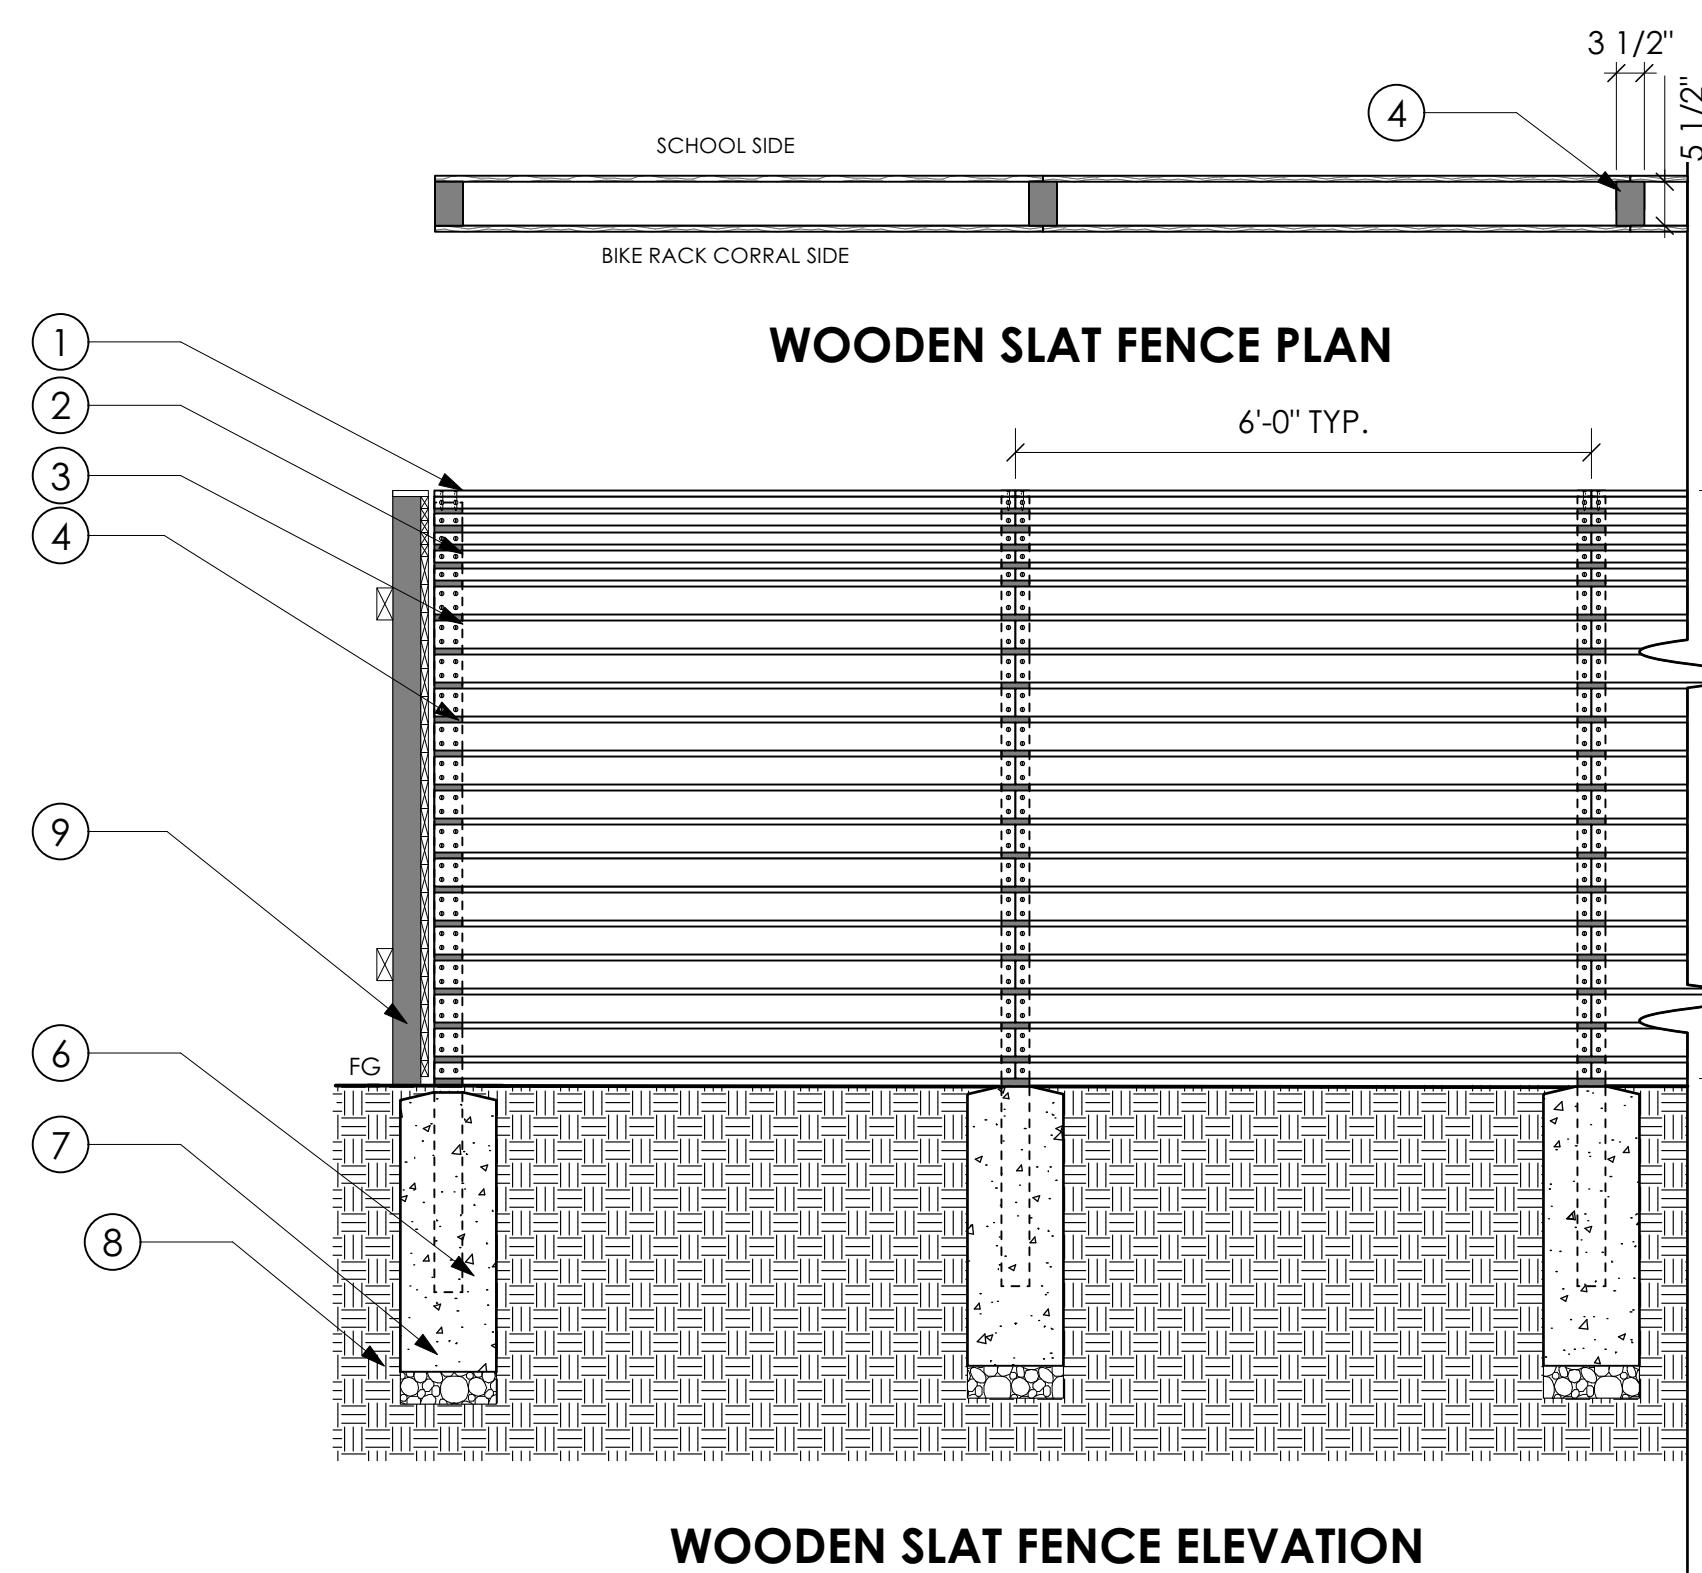 3 1/2"
5 1/2"
4
SCHOOL SIDE
BIKE RACK CORRAL SIDE
WOODEN SLAT FENCE PLAN
1
2
3
4
6'-0" TYP.
9
6
FG
7
8
WOODEN SLAT FENCE ELEVATION